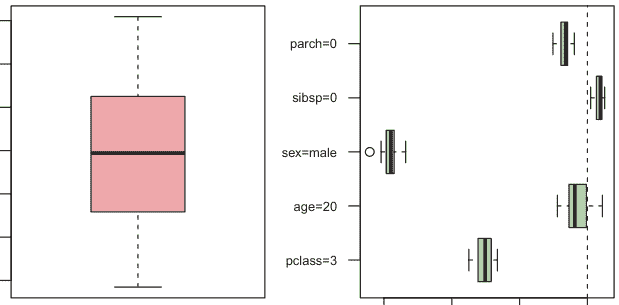 parch=0
sibsp=0
sex=male
age=20
pclass=3